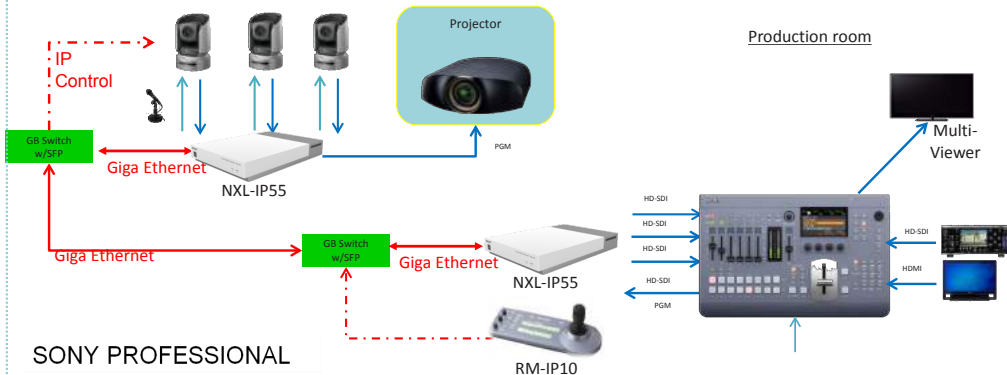 Projector
Production room
IP
Control
GB Switch
w/SFP
Giga Ethernet
PGM
NXL-IP55
Multi-
Viewer
HD-SDI
HD-SDI
HD-SDI
HD-SDI
HDMI
HD-SDI
PGM
Giga Ethernet
GB Switch
w/SFP
Giga Ethernet
NXL-IP55
RM-IP10
SONY PROFESSIONAL